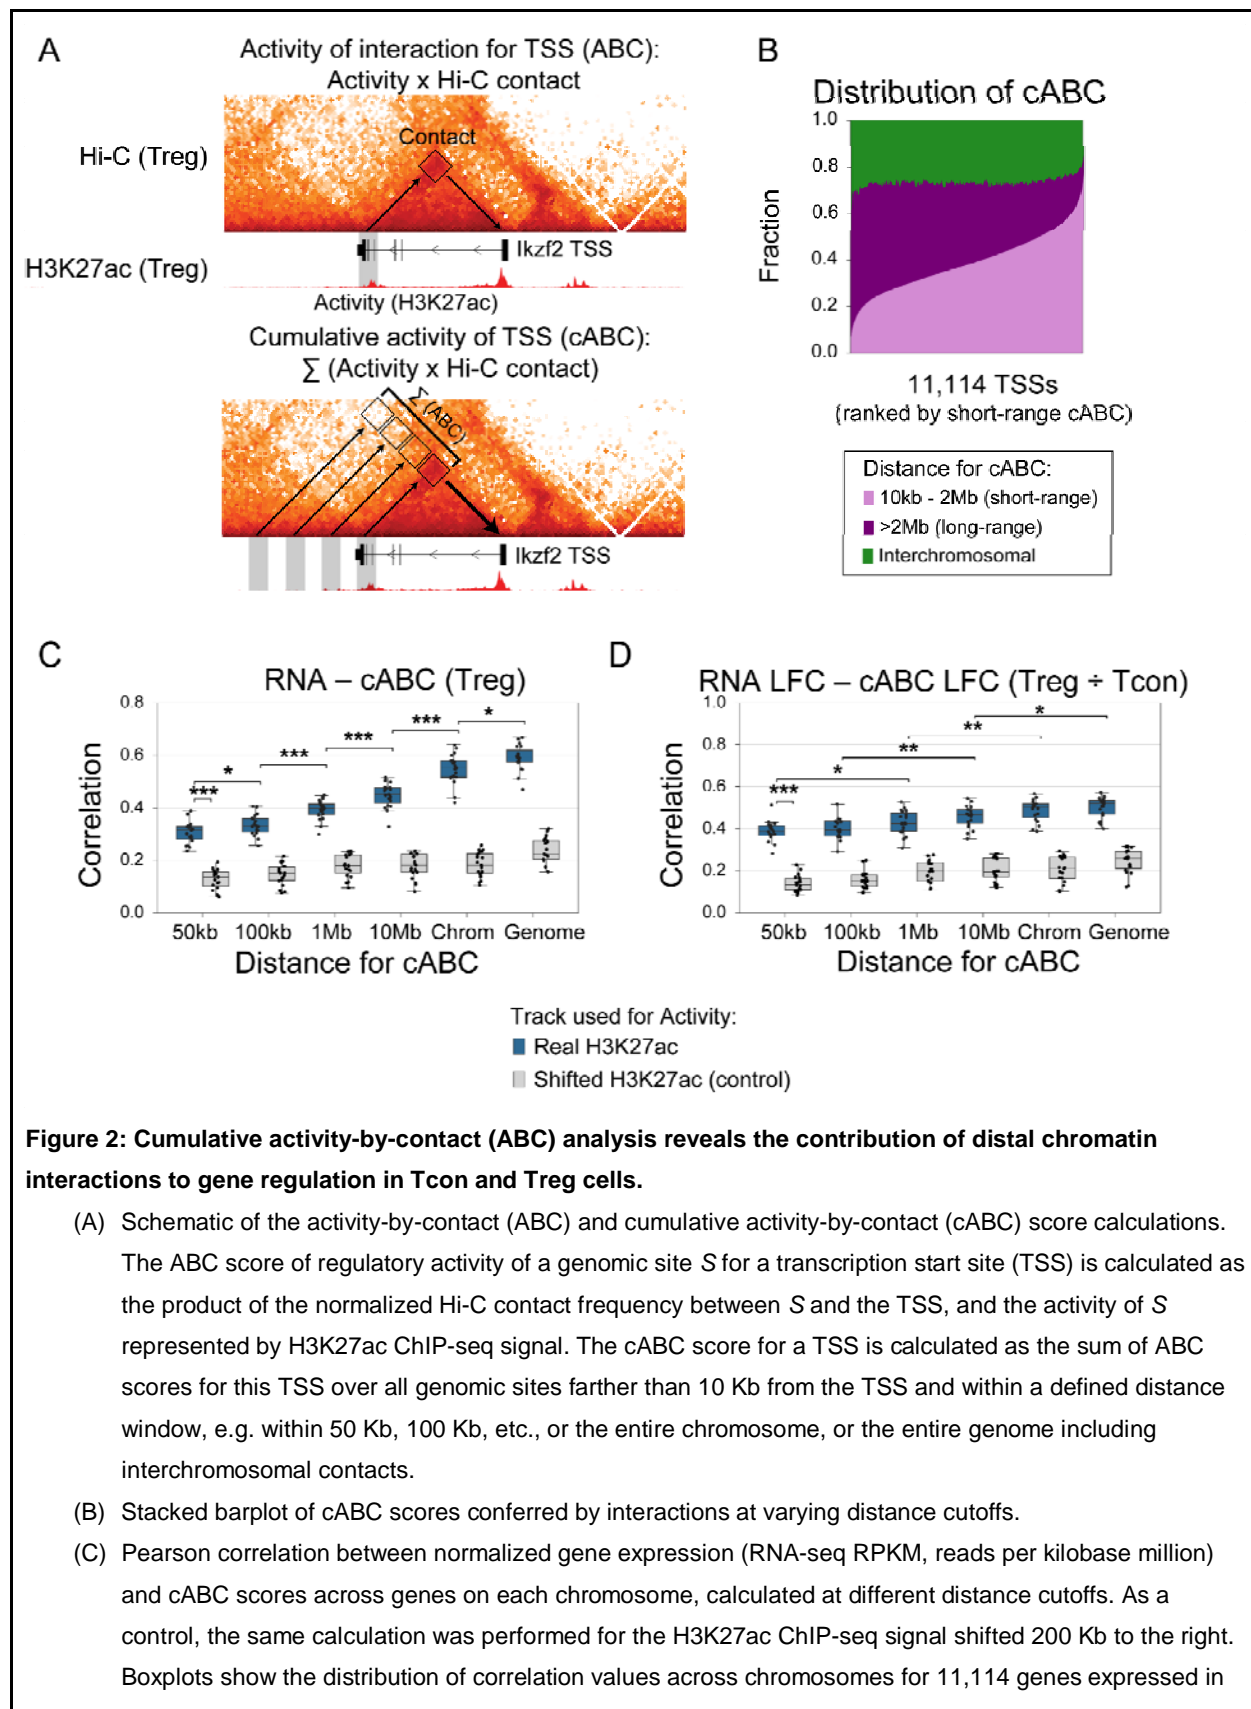 A
Activity of interaction for TSS (ABC):
Activity x Hi-C contact
Hi-C (Treg)
Contact
Ikzf2 TSS
H3K27ac (Treg)
Activity (H3K27ac)
Cumulative activity of TSS (cABC):
∑ (Activity x Hi-C contact)
∑ (ABC)
Ikzf2 TSS
B
Distribution of cABC
1.0
0.8
0.6
0.4
0.2
0.0
Fraction
11,114 TSSs
(ranked by short-range cABC)
Distance for cABC:
10kb - 2Mb (short-range)
>2Mb (long-range)
Interchromosomal
C
RNA – cABC (Treg)
0.8
0.6
0.4
0.2
0.0
Correlation
*** * *** *** *** *
50kb 100kb 1Mb 10Mb Chrom Genome
Distance for cABC
D
RNA LFC – cABC LFC (Treg ÷ Tcon)
1.0
0.8
0.6
0.4
0.2
0.0
Correlation
*** * ** ** *
50kb 100kb 1Mb 10Mb Chrom Genome
Distance for cABC
Track used for Activity:
Real H3K27ac
Shifted H3K27ac (control)
Figure 2: Cumulative activity-by-contact (ABC) analysis reveals the contribution of distal chromatin
interactions to gene regulation in Tcon and Treg cells.
(A) Schematic of the activity-by-contact (ABC) and cumulative activity-by-contact (cABC) score calculations.
The ABC score of regulatory activity of a genomic site S for a transcription start site (TSS) is calculated as
the product of the normalized Hi-C contact frequency between S and the TSS, and the activity of S
represented by H3K27ac ChIP-seq signal. The cABC score for a TSS is calculated as the sum of ABC
scores for this TSS over all genomic sites farther than 10 Kb from the TSS and within a defined distance
window, e.g. within 50 Kb, 100 Kb, etc., or the entire chromosome, or the entire genome including
interchromosomal contacts.
(B) Stacked barplot of cABC scores conferred by interactions at varying distance cutoffs.
(C) Pearson correlation between normalized gene expression (RNA-seq RPKM, reads per kilobase million)
and cABC scores across genes on each chromosome, calculated at different distance cutoffs. As a
control, the same calculation was performed for the H3K27ac ChIP-seq signal shifted 200 Kb to the right.
Boxplots show the distribution of correlation values across chromosomes for 11,114 genes expressed in